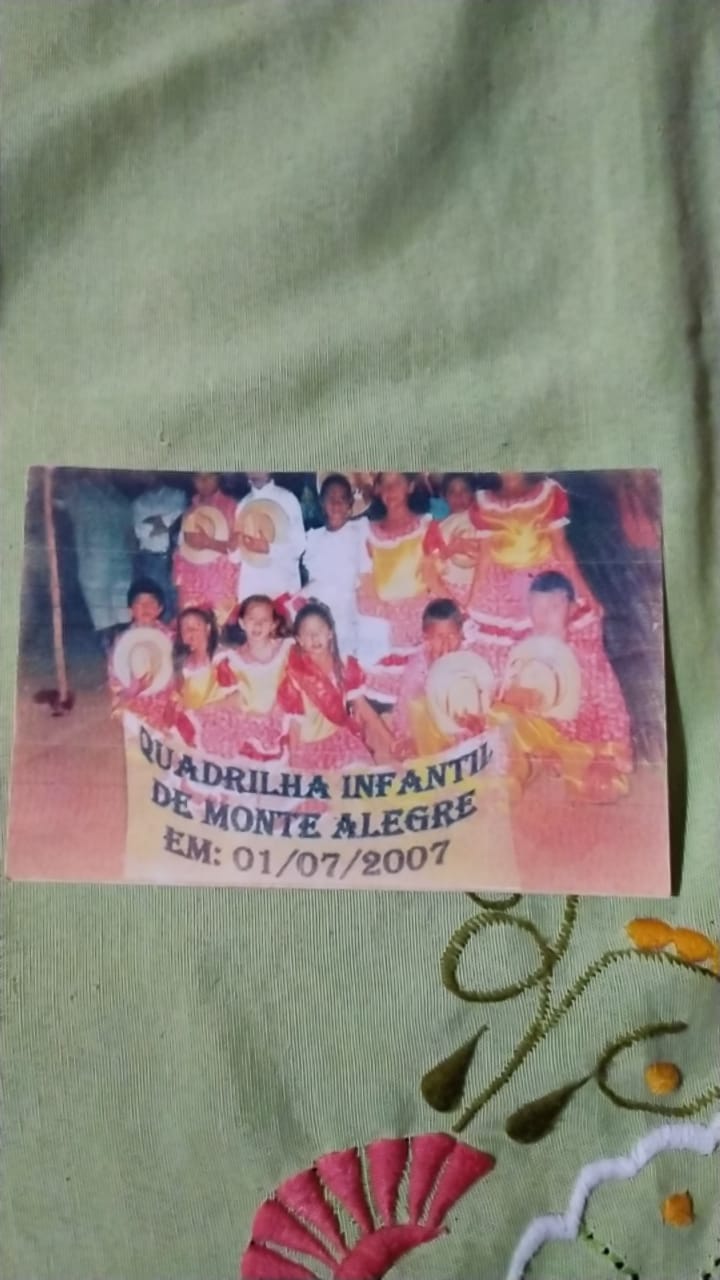 QUADRILHA INFANTIL
DE MONTE ALEGRE
EM: 01/07/2007